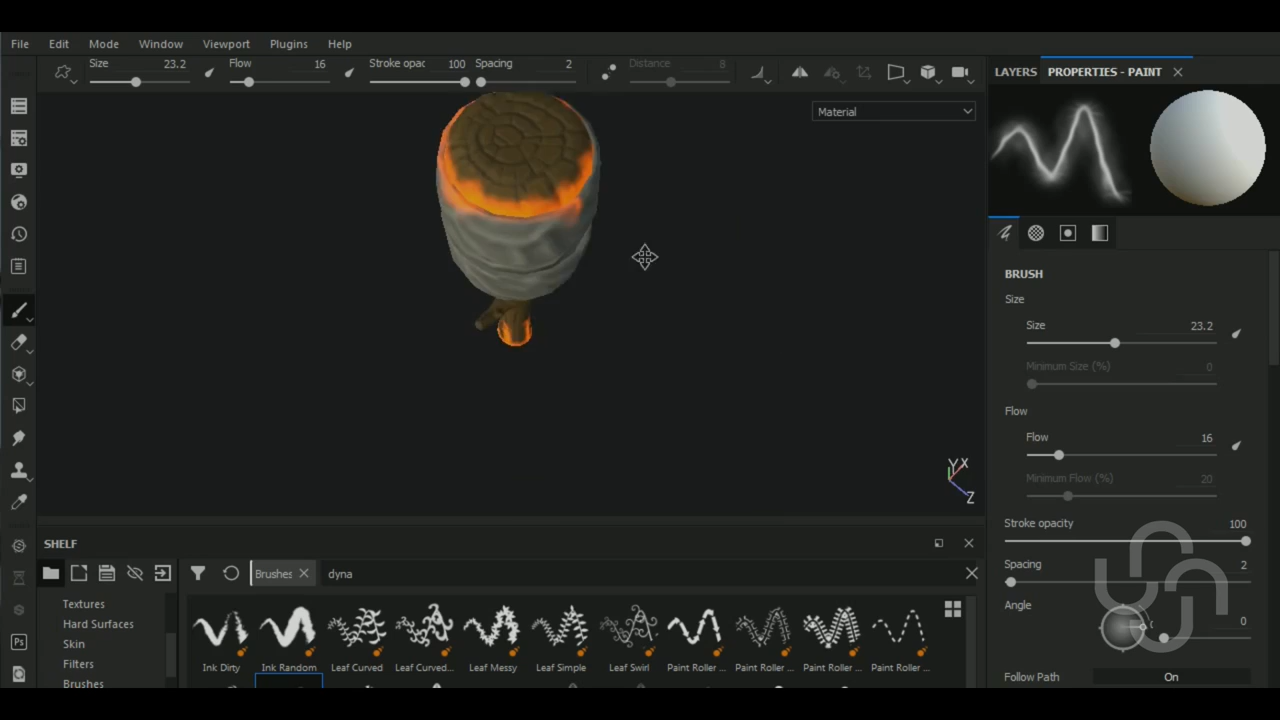 File Edit Mode Window Viewport Plugins Help
Size 23.2 Flow 16 Stroke opac 100 Spacing 2 Distance 8
LAYERS PROPERTIES - PAINT
Material
BRUSH
Size
Size 23.2
Minimum Size (%) 0
Flow
Flow 16
Minimum Flow (%) 20
Stroke opacity 100
Spacing 2
Angle 0
Follow Path On
Y X
Z
SHELF
Brushes dyna
Textures
Hard Surfaces
Skin
Filters
Brushes
Ink Dirty Ink Random Leaf Curved Leaf Curved... Leaf Messy Leaf Simple Leaf Swirl Paint Roller ... Paint Roller ... Paint Roller ... Paint Roller ...
Ps